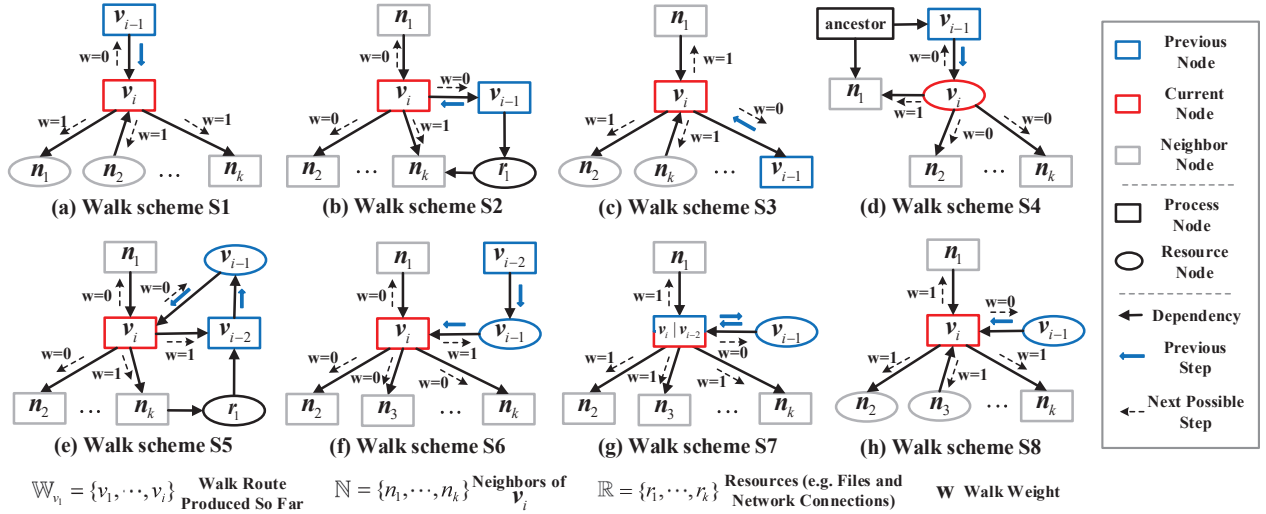 v_{i-1}
w=0
v_i
w=1
w=1
w=1
n_1
n_2
...
n_k
(a) Walk scheme S1
n_1
w=0
w=0
v_i
v_{i-1}
w=0
w=1
n_2
...
n_k
r_1
(b) Walk scheme S2
n_1
w=1
v_i
w=0
w=1
w=1
n_2
n_k
...
v_{i-1}
(c) Walk scheme S3
ancestor
v_{i-1}
w=0
n_1
v_i
w=1
w=0
w=0
n_2
...
n_k
(d) Walk scheme S4
n_1
v_{i-1}
w=0
w=0
v_i
v_{i-2}
w=1
w=0
w=1
n_2
...
n_k
r_1
(e) Walk scheme S5
n_1
v_{i-2}
w=0
v_i
v_{i-1}
w=1
w=0
w=0
w=0
n_2
n_3
...
n_k
(f) Walk scheme S6
n_1
w=1
v_i | v_{i-2}
v_{i-1}
w=0
w=1
w=1
w=1
n_2
n_3
...
n_k
(g) Walk scheme S7
n_1
w=1
w=0
v_i
v_{i-1}
w=1
w=1
w=1
n_2
n_3
...
n_k
(h) Walk scheme S8
Previous
Node
Current
Node
Neighbor
Node
Process
Node
Resource
Node
Dependency
Previous
Step
Next Possible
Step
𝕎_{v_1} = {v_1, ⋯, v_i} Walk Route
Produced So Far
ℕ = {n_1, ⋯, n_k} Neighbors of
v_i
ℝ = {r_1, ⋯, r_k} Resources (e.g. Files and
Network Connections)
w Walk Weight